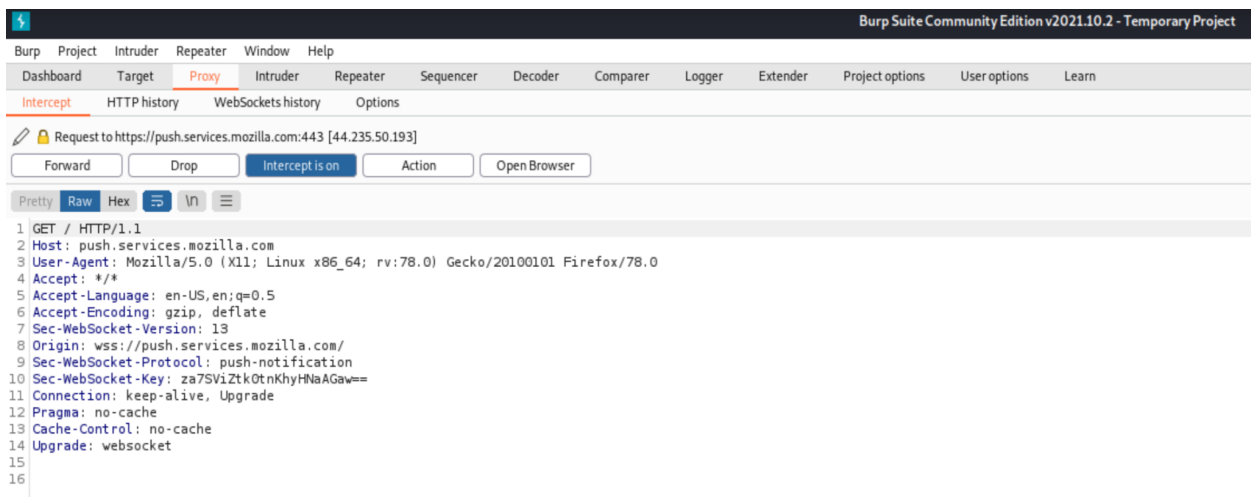 Burp Suite Community Edition v2021.10.2 - Temporary Project
Burp Project Intruder Repeater Window Help
Dashboard Target Proxy Intruder Repeater Sequencer Decoder Comparer Logger Extender Project options User options Learn
Intercept HTTP history WebSockets history Options
Request to https://push.services.mozilla.com:443 [44.235.50.193]
Forward Drop Intercept is on Action Open Browser
Pretty Raw Hex \n
1 GET / HTTP/1.1
2 Host: push.services.mozilla.com
3 User-Agent: Mozilla/5.0 (X11; Linux x86_64; rv:78.0) Gecko/20100101 Firefox/78.0
4 Accept: */*
5 Accept-Language: en-US,en;q=0.5
6 Accept-Encoding: gzip, deflate
7 Sec-WebSocket-Version: 13
8 Origin: wss://push.services.mozilla.com/
9 Sec-WebSocket-Protocol: push-notification
10 Sec-WebSocket-Key: za7SViZtk0tnKhyHNaAGaw==
11 Connection: keep-alive, Upgrade
12 Pragma: no-cache
13 Cache-Control: no-cache
14 Upgrade: websocket
15
16